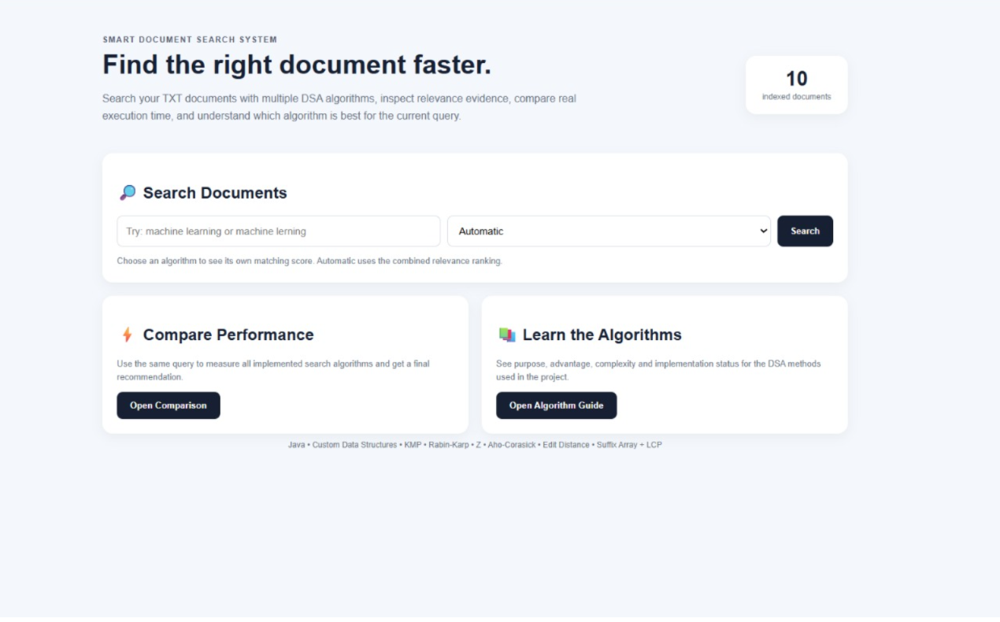 SMART DOCUMENT SEARCH SYSTEM
Find the right document faster.
Search your TXT documents with multiple DSA algorithms, inspect relevance evidence, compare real
execution time, and understand which algorithm is best for the current query.
10
indexed documents
Search Documents
Try: machine learning or machine lerning
Automatic
Search
Choose an algorithm to see its own matching score. Automatic uses the combined relevance ranking.
Compare Performance
Use the same query to measure all implemented search algorithms and get a final
recommendation.
Open Comparison
Learn the Algorithms
See purpose, advantage, complexity and implementation status for the DSA methods
used in the project.
Open Algorithm Guide
Java • Custom Data Structures • KMP • Rabin-Karp • Z • Aho-Corasick • Edit Distance • Suffix Array + LCP